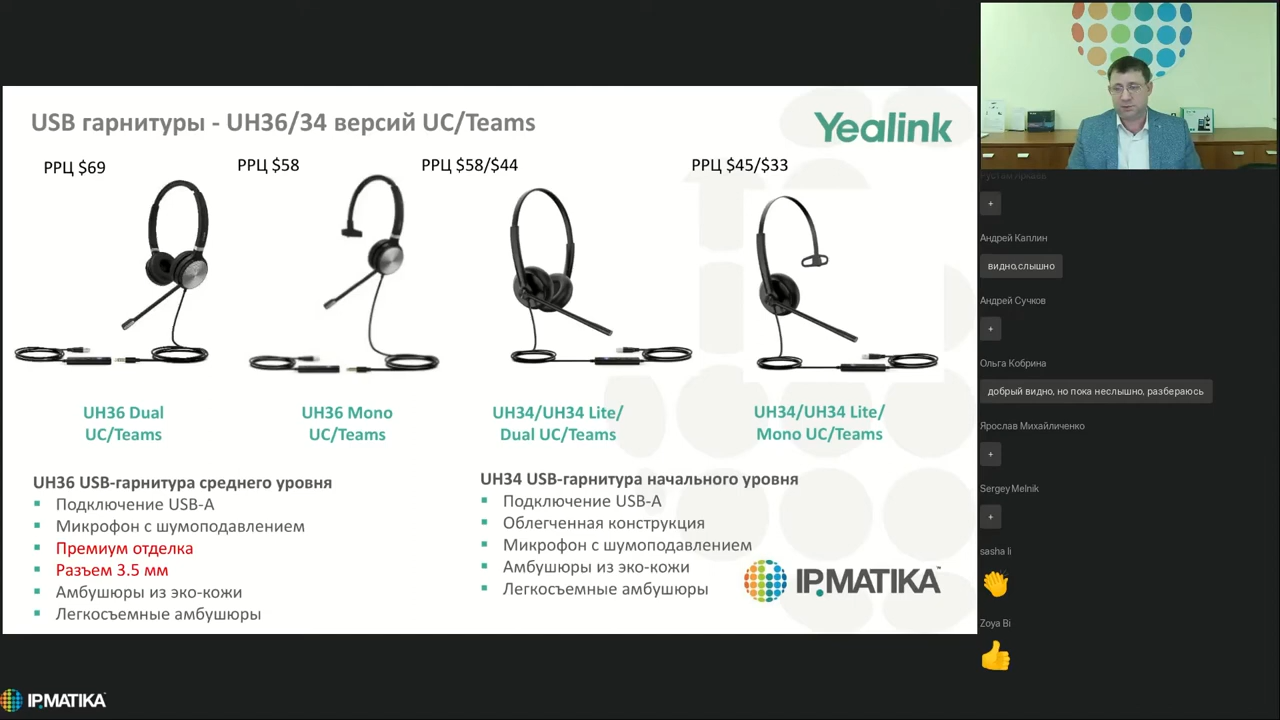 USB гарнитуры - UH36/34 версий UC/Teams
Yealink
РРЦ $69
РРЦ $58
РРЦ $58/$44
РРЦ $45/$33
UH36 Dual
UC/Teams
UH36 Mono
UC/Teams
UH34/UH34 Lite/
Dual UC/Teams
UH34/UH34 Lite/
Mono UC/Teams
UH36 USB-гарнитура среднего уровня
Подключение USB-A
Микрофон с шумоподавлением
Премиум отделка
Разъем 3.5 мм
Амбушюры из эко-кожи
Легкосъемные амбушюры
UH34 USB-гарнитура начального уровня
Подключение USB-A
Облегченная конструкция
Микрофон с шумоподавлением
Амбушюры из эко-кожи
Легкосъемные амбушюры
IP.MATIKA
+
Андрей Каплин
видно,слышно
Андрей Сучков
+
Ольга Кобрина
добрый видно, но пока неслышно, разбераюсь
Ярослав Михайличенко
+
Sergey Melnik
+
sasha li
Zoya Bi
IP.MATIKA